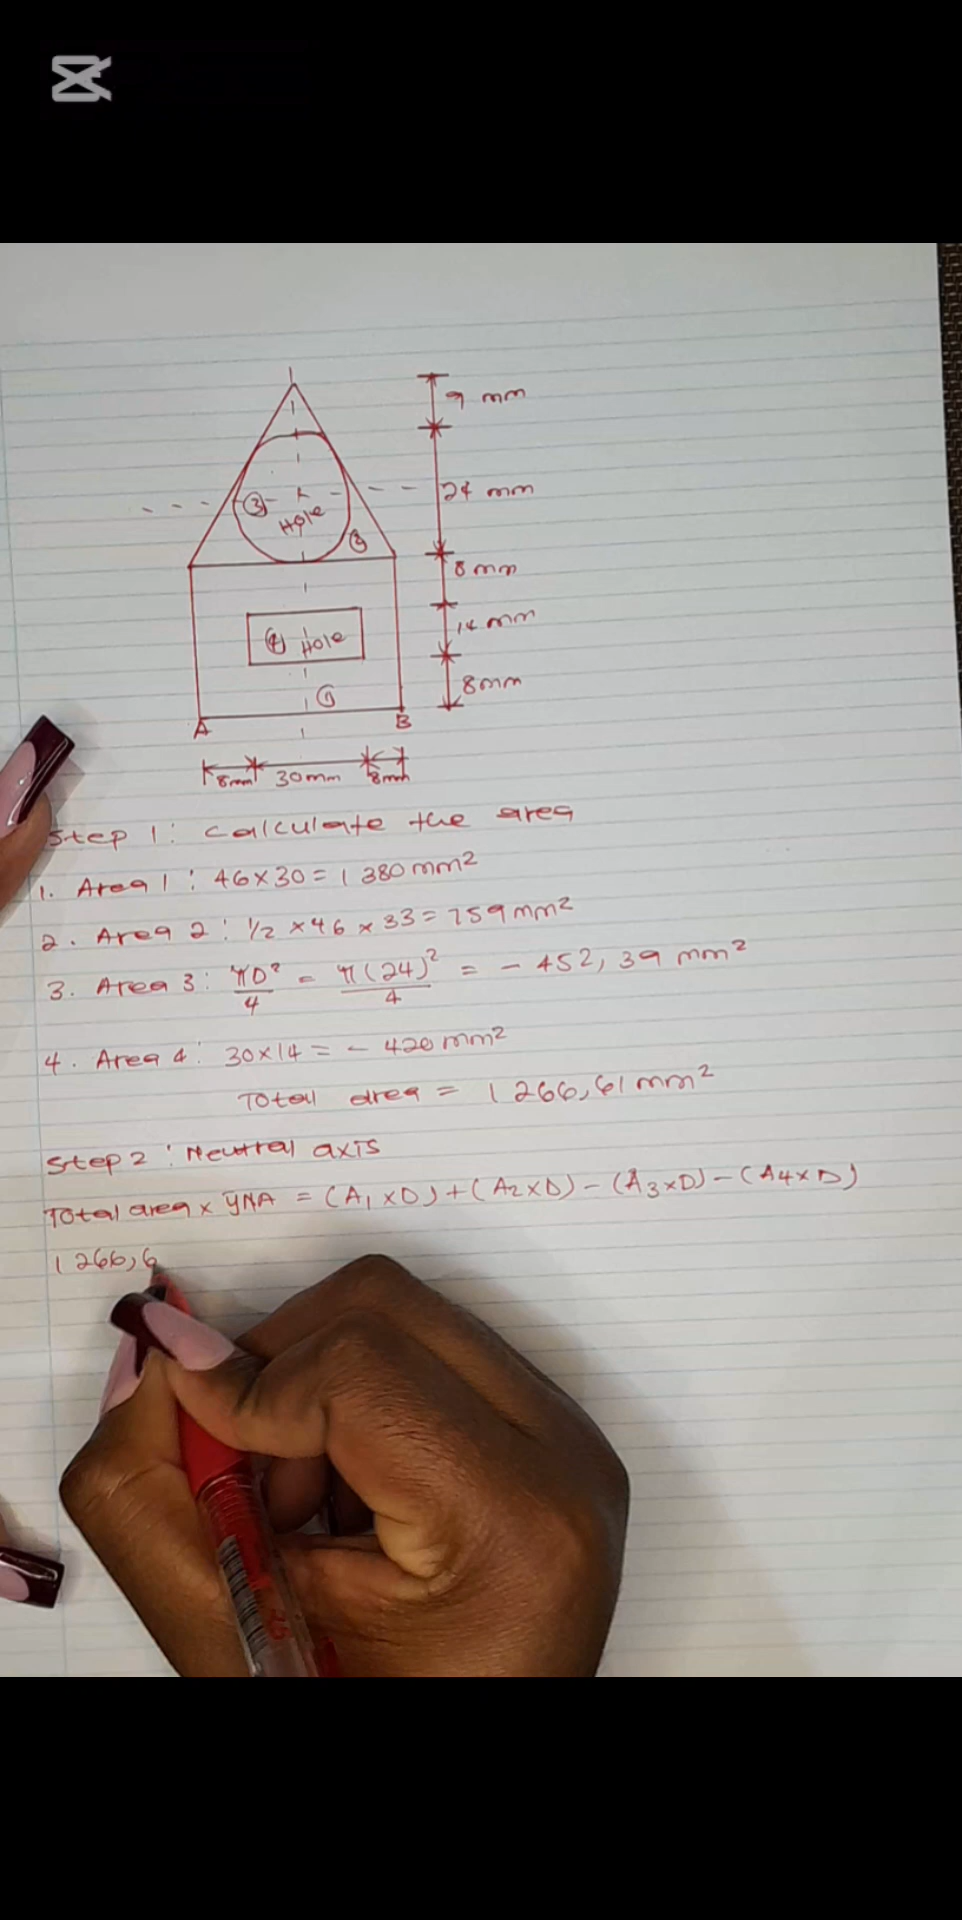 9 mm
24 mm
③
Hole
②
8 mm
14 mm
④ Hole
8mm
①
A
B
8mm 30mm 8mm
Step 1: Calculate the area
1. Area 1 : 46 × 30 = 1 380 mm²
2. Area 2 : 1/2 × 46 × 33 = 759 mm²
3. Area 3 : πD²/4 = π(24)²/4 = - 452,39 mm²
4. Area 4 : 30×14 = - 420 mm²
Total area = 1 266,61 mm²
Step 2 : Neutral axis
Total area × yNA = (A1 × D) + (A2 × D) - (A3 × D) - (A4 × D)
1 266,6